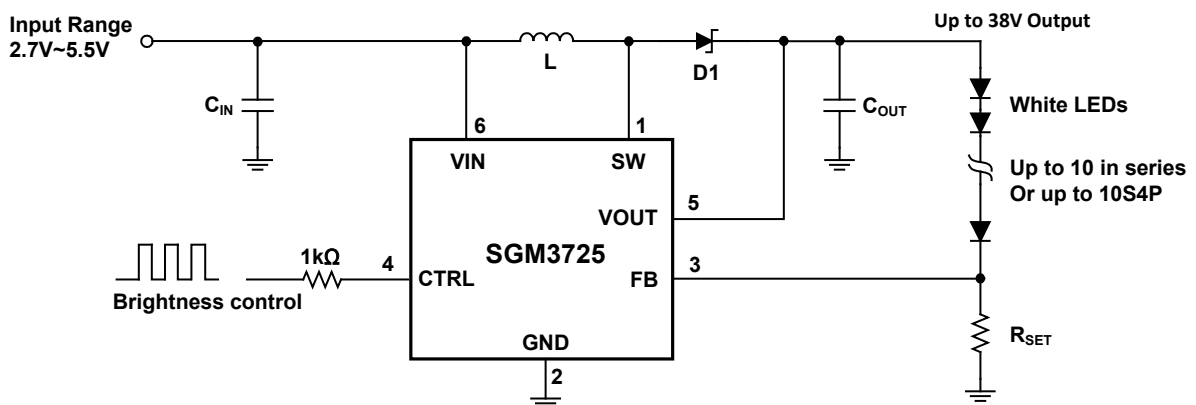 Input Range
2.7V~5.5V
Up to 38V Output
L
D1
CIN
COUT
White LEDs
6
1
VIN
SW
Up to 10 in series
Or up to 10S4P
5
VOUT
SGM3725
1kΩ
4
3
CTRL
FB
Brightness control
GND
RSET
2